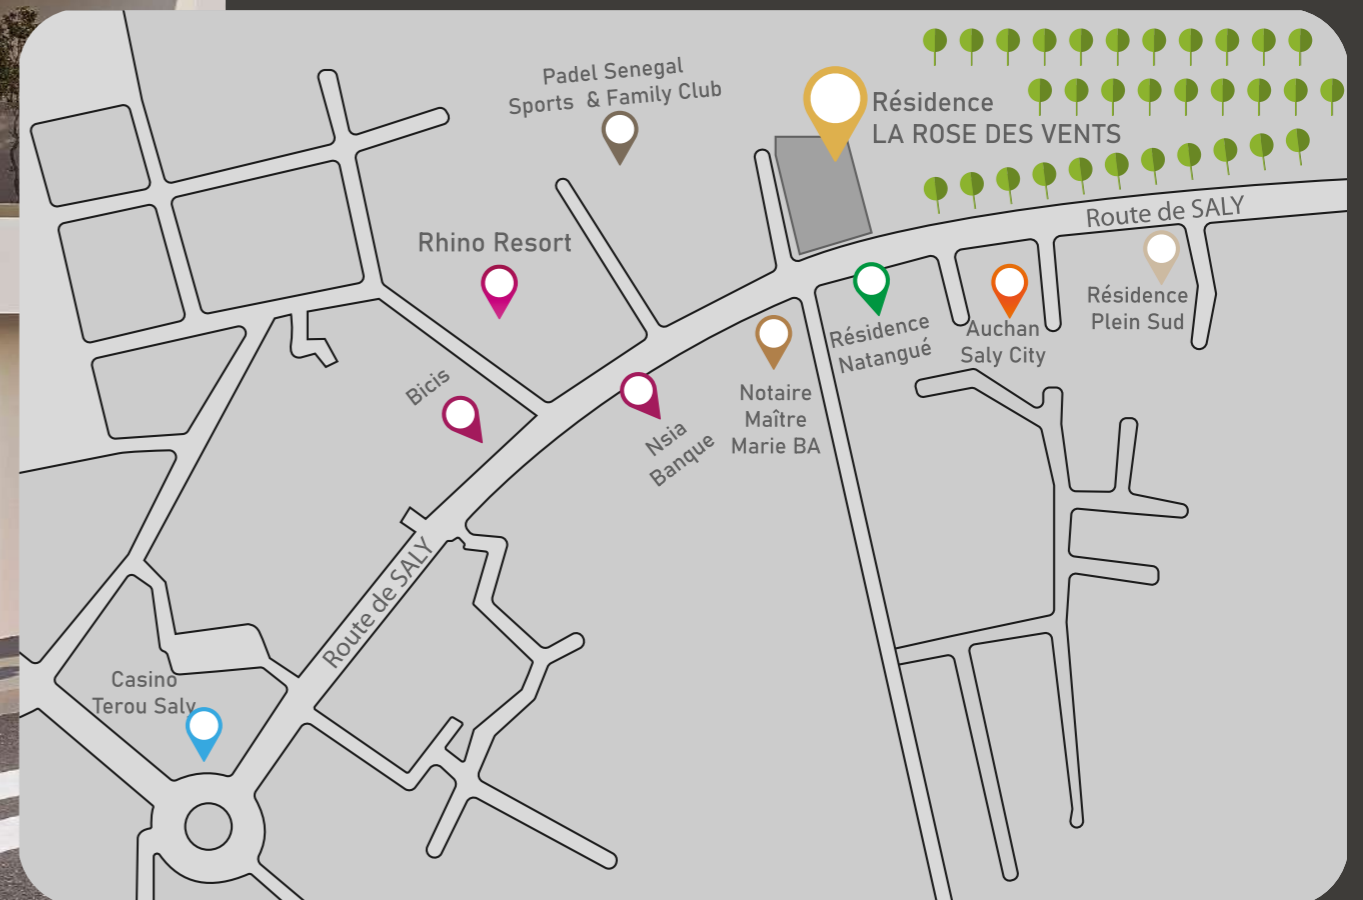 Padel Senegal
Sports & Family Club
Résidence
LA ROSE DES VENTS
Route de SALY
Rhino Resort
Résidence
Plein Sud
Auchan
Saly City
Résidence
Natangué
Notaire
Maître
Marie BA
Bicis
Nsia
Banque
Route de SALY
Casino
Terou Saly